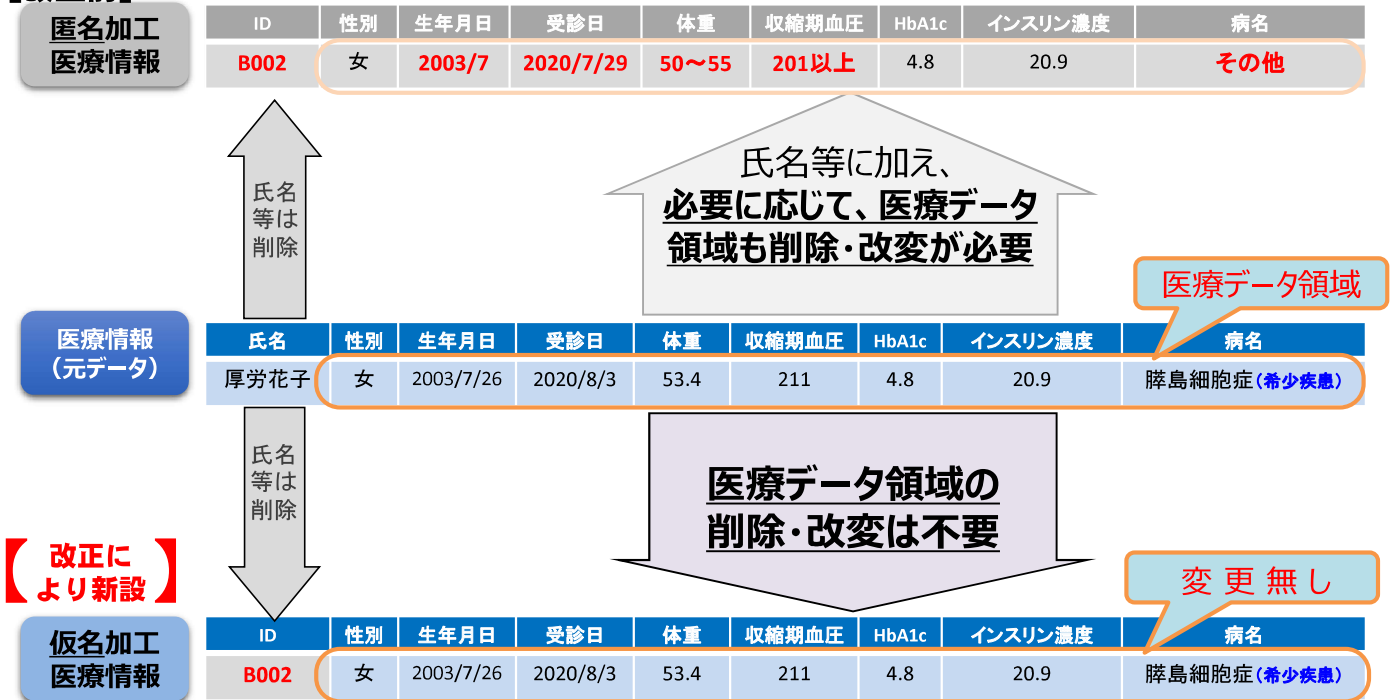 匿名加工
医療情報
ID 性別 生年月日 受診日 体重 収縮期血圧 HbA1c インスリン濃度 病名
B002 女 2003/7 2020/7/29 50~55 201以上 4.8 20.9 その他
氏名
等は
削除
氏名等に加え、
必要に応じて、医療データ
領域も削除・改変が必要
医療データ領域
医療情報
(元データ)
氏名 性別 生年月日 受診日 体重 収縮期血圧 HbA1c インスリン濃度 病名
厚労花子 女 2003/7/26 2020/8/3 53.4 211 4.8 20.9 膵島細胞症(希少疾患)
氏名
等は
削除
医療データ領域の
削除・改変は不要
【改正に
より新設】
変更無し
仮名加工
医療情報
ID 性別 生年月日 受診日 体重 収縮期血圧 HbA1c インスリン濃度 病名
B002 女 2003/7/26 2020/8/3 53.4 211 4.8 20.9 膵島細胞症(希少疾患)